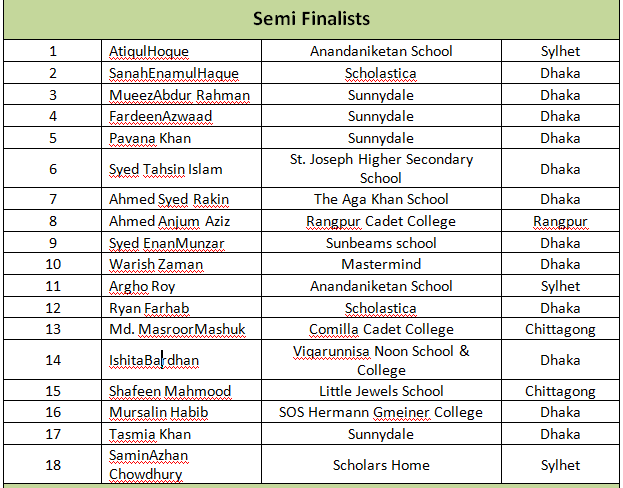 Semi Finalists
1 AtiqulHoque Anandaniketan School Sylhet
2 SanahEnamulHaque Scholastica Dhaka
3 MueezAbdur Rahman Sunnydale Dhaka
4 FardeenAzwaad Sunnydale Dhaka
5 Pavana Khan Sunnydale Dhaka
6 Syed Tahsin Islam St. Joseph Higher Secondary
School Dhaka
7 Ahmed Syed Rakin The Aga Khan School Dhaka
8 Ahmed Anjum Aziz Rangpur Cadet College Rangpur
9 Syed EnanMunzar Sunbeams school Dhaka
10 Warish Zaman Mastermind Dhaka
11 Argho Roy Anandaniketan School Sylhet
12 Ryan Farhab Scholastica Dhaka
13 Md. MasroorMashuk Comilla Cadet College Chittagong
14 IshitaBardhan Viqarunnisa Noon School &
College Dhaka
15 Shafeen Mahmood Little Jewels School Chittagong
16 Mursalin Habib SOS Hermann Gmeiner College Dhaka
17 Tasmia Khan Sunnydale Dhaka
18 SaminAzhan
Chowdhury Scholars Home Sylhet